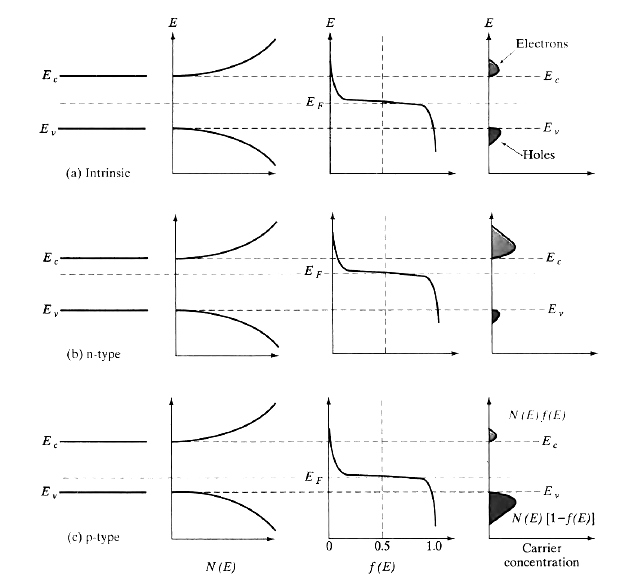 E E E
Electrons
E_c E_c
E_F
E_v E_v
Holes
(a) Intrinsic
E_c E_c
E_F
E_v E_v
(b) n-type
N(E)f(E)
E_c E_c
E_F
E_v E_v
N(E) [1−f(E)]
(c) p-type
0 0.5 1.0
Carrier
N(E) f(E) concentration